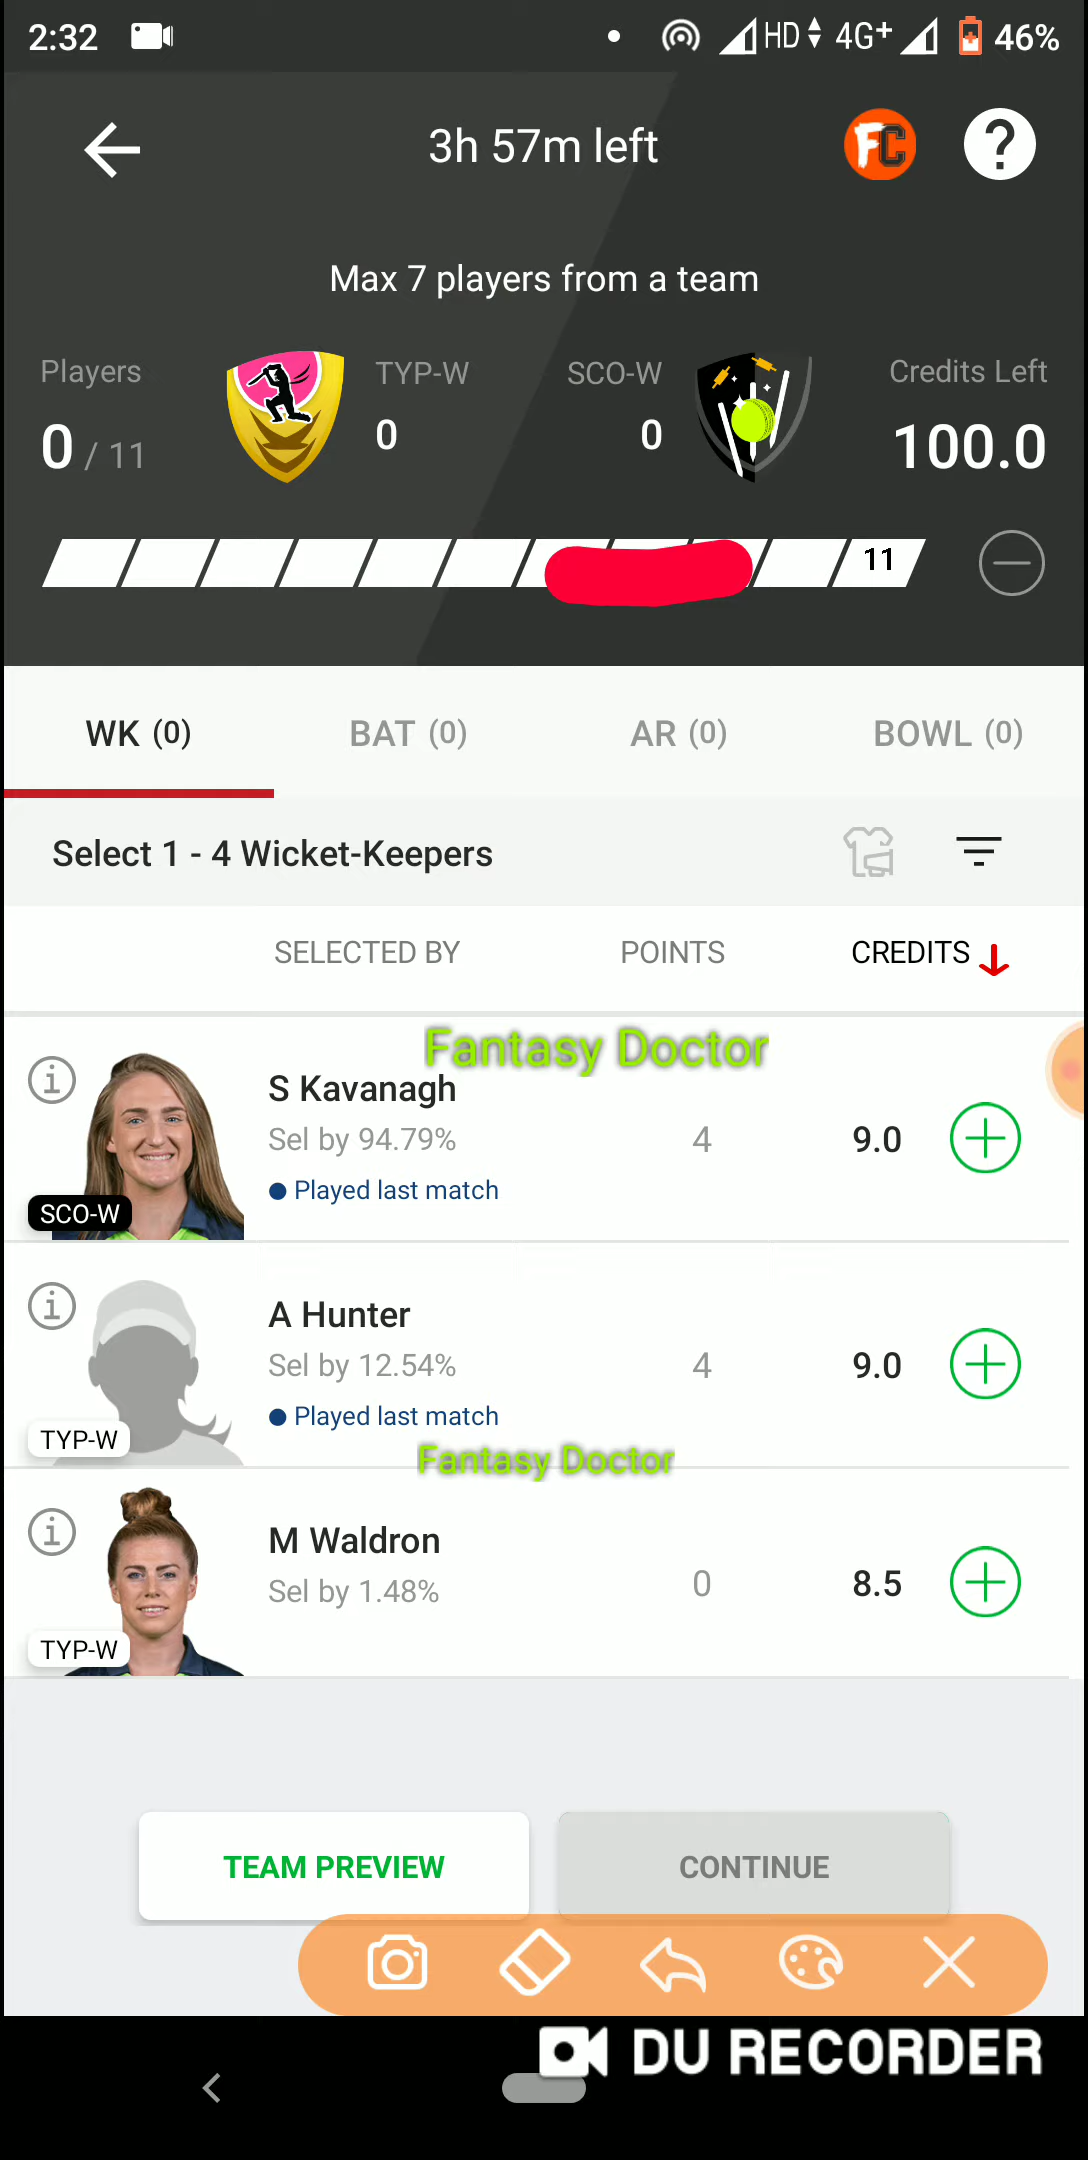 2:32
HD 4G+ 46%
3h 57m left
FC
?
Max 7 players from a team
Players
TYP-W
SCO-W
Credits Left
0 / 11
0
0
100.0
11
WK (0)
BAT (0)
AR (0)
BOWL (0)
Select 1 - 4 Wicket-Keepers
SELECTED BY
POINTS
CREDITS
Fantasy Doctor
S Kavanagh
Sel by 94.79%
4
9.0
Played last match
SCO-W
A Hunter
Sel by 12.54%
4
9.0
Played last match
TYP-W
Fantasy Doctor
M Waldron
Sel by 1.48%
0
8.5
TYP-W
TEAM PREVIEW
CONTINUE
DU RECORDER